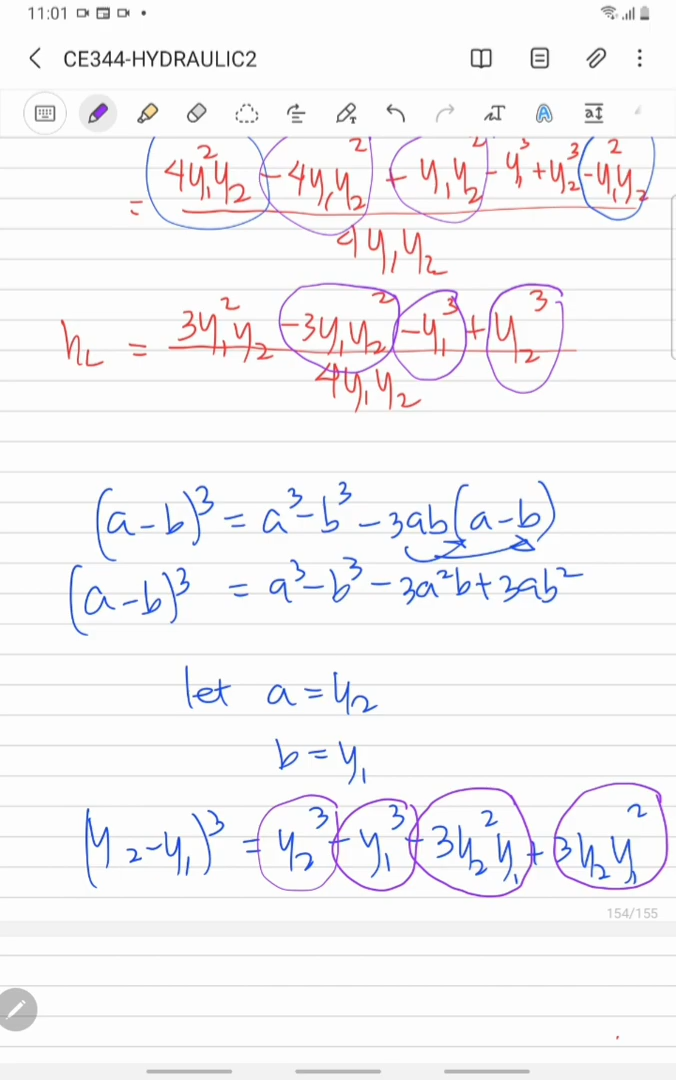 11:01
CE344-HYDRAULIC2
4y₁²y₂ - 4y₁y₂² + y₁y₂² - y₁³ + y₂³ - y₁²y₂
=
4y₁y₂
h_L = 3y₁²y₂ - 3y₁y₂² - y₁³ + y₂³
4y₁y₂
(a-b)³ = a³-b³ - 3ab(a-b)
(a-b)³ = a³-b³ - 3a²b + 3ab²
let a = y₂
b = y₁
(y₂-y₁)³ = y₂³ - y₁³ - 3y₂²y₁ + 3y₂y₁²
154/155